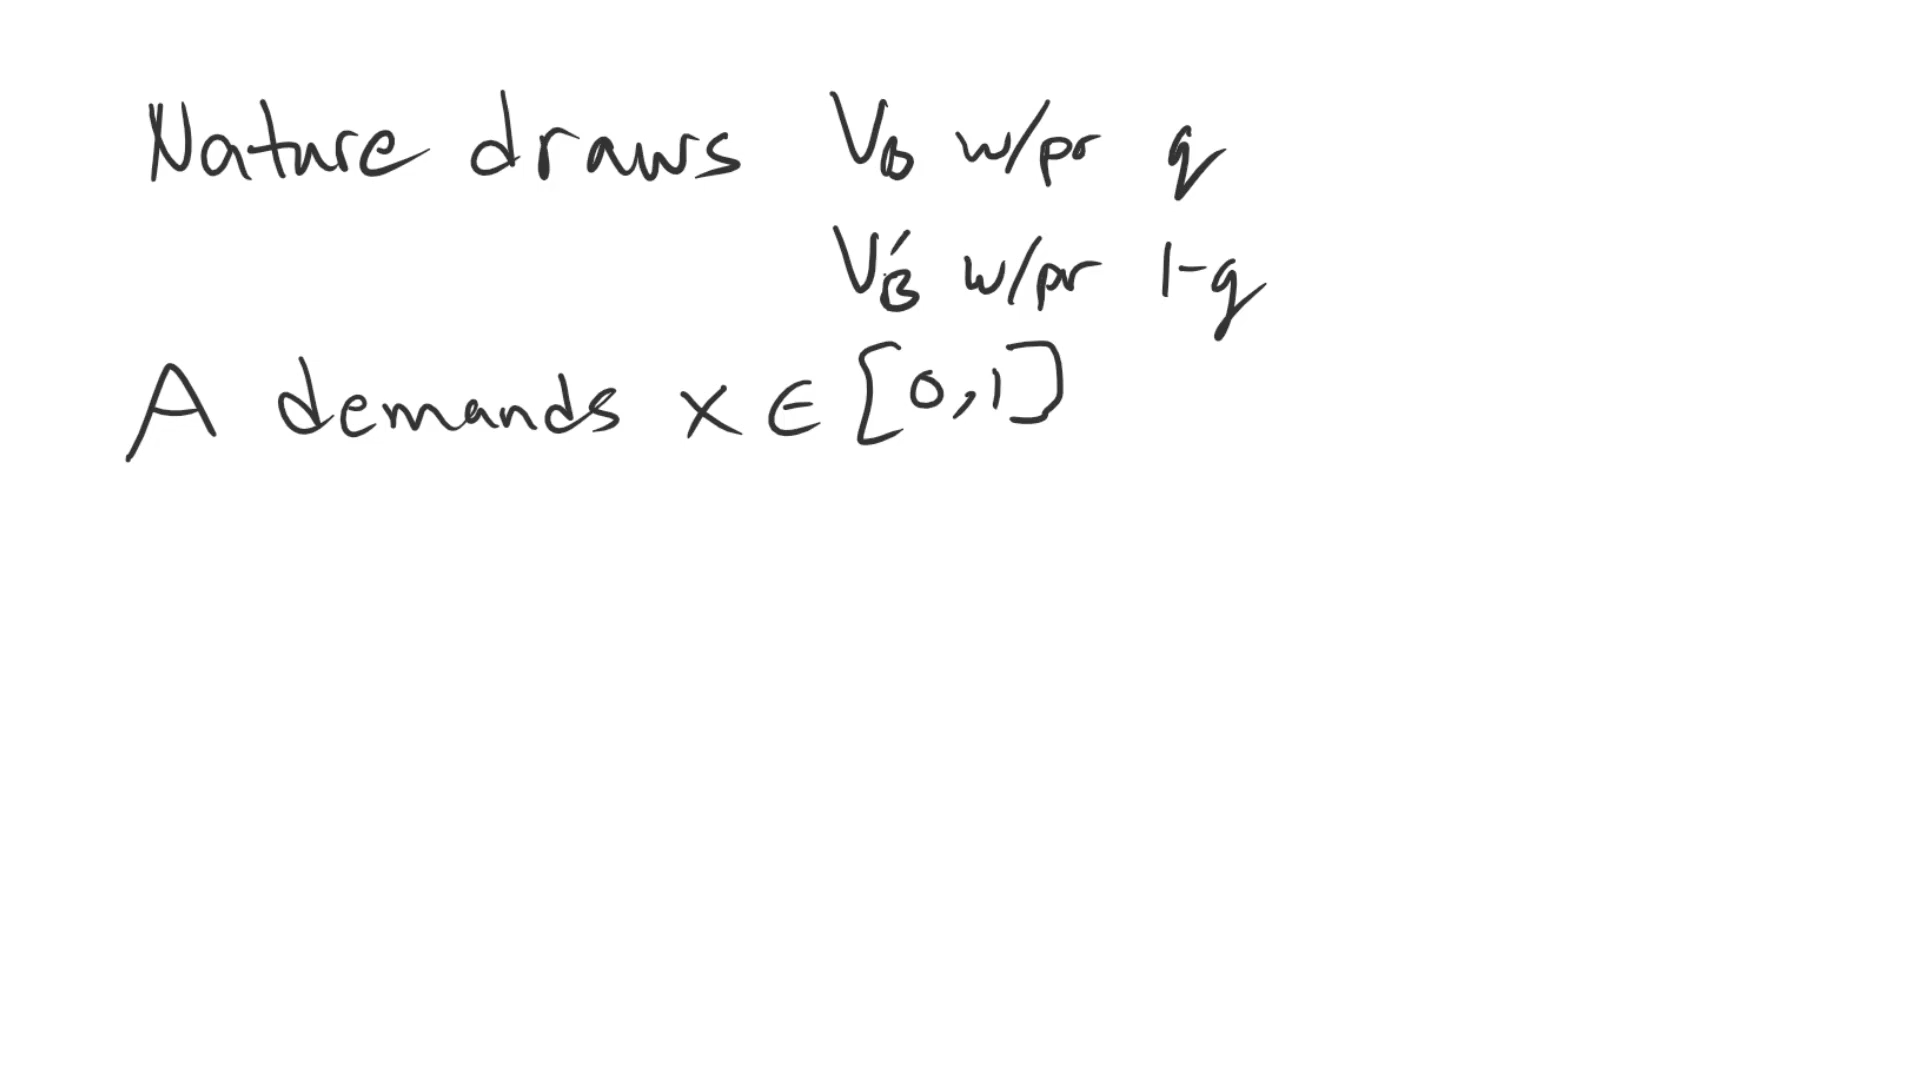 Nature draws V_B w/pr q
V'_B w/pr 1-q
A demands x ∈ [0,1]